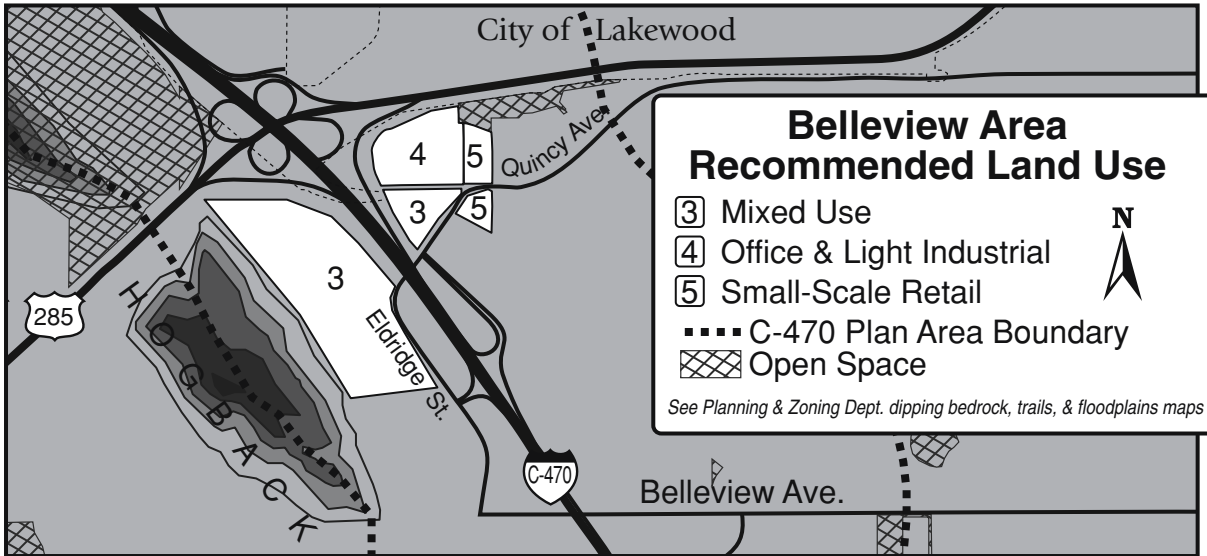 City of Lakewood
Belleview Area
Recommended Land Use
3 Mixed Use
4 Office & Light Industrial
5 Small-Scale Retail
C-470 Plan Area Boundary
Open Space
See Planning & Zoning Dept. dipping bedrock, trails, & floodplains maps
N
4
5
Quincy Ave.
3
5
3
285
HOGBACK
Eldridge St.
C-470
Belleview Ave.